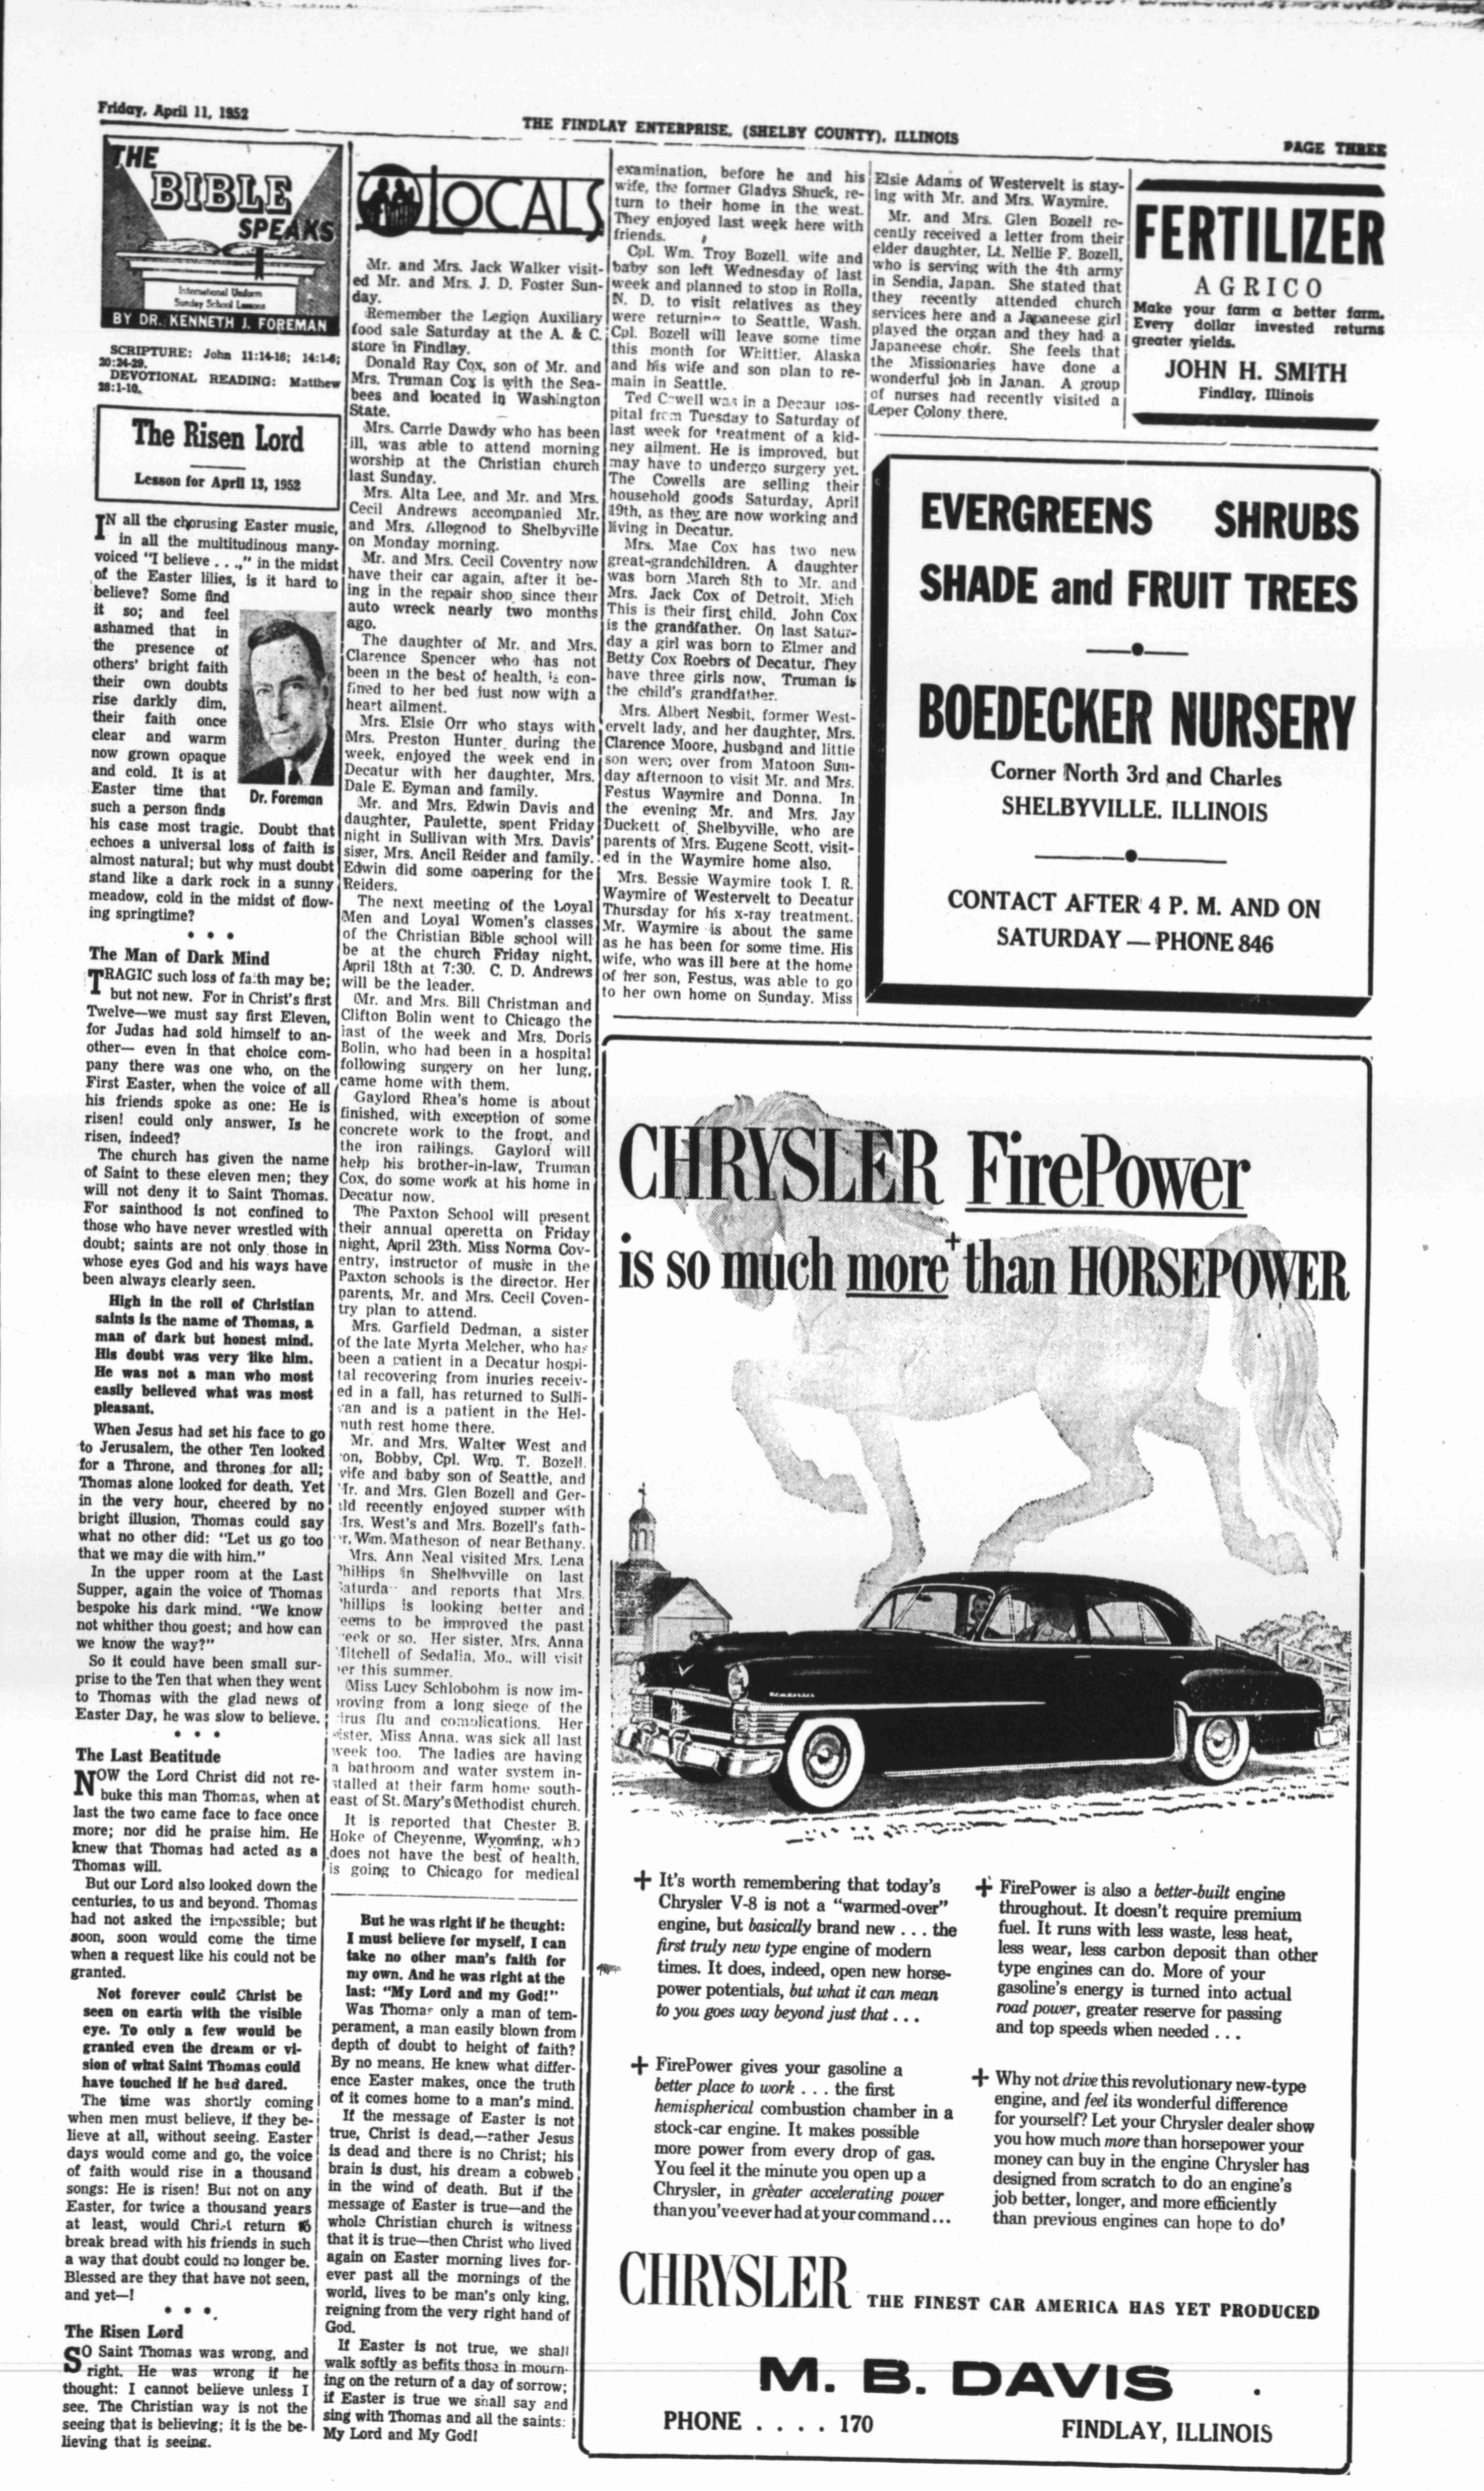 Friday, April 11, 1952
THE FINDLAY ENTERPRISE, (SHELBY COUNTY), ILLINOIS
PAGE THREE
THE
BIBLE
SPEAKS
International Uniform
Sunday School Lessons
BY DR. KENNETH J. FOREMAN
SCRIPTURE: John 11:14-16; 14:1-6;
20:24-29.
DEVOTIONAL READING: Matthew
28:1-10.
The Risen Lord
Lesson for April 13, 1952
IN all the chorusing Easter music,
in all the multitudinous many-
voiced "I believe . . .," in the midst
of the Easter lilies, is it hard to
believe? Some find
it so; and feel
ashamed that in
the presence of
others' bright faith
their own doubts
rise darkly dim,
their faith once
clear and warm
now grown opaque
and cold. It is at
Easter time that
such a person finds
Dr. Foreman
his case most tragic. Doubt that
echoes a universal loss of faith is
almost natural; but why must doubt
stand like a dark rock in a sunny
meadow, cold in the midst of flow-
ing springtime?
• • •
The Man of Dark Mind
TRAGIC such loss of faith may be;
but not new. For in Christ's first
Twelve—we must say first Eleven,
for Judas had sold himself to an-
other— even in that choice com-
pany there was one who, on the
First Easter, when the voice of all
his friends spoke as one: He is
risen! could only answer, Is he
risen, indeed?
The church has given the name
of Saint to these eleven men; they
will not deny it to Saint Thomas.
For sainthood is not confined to
those who have never wrestled with
doubt; saints are not only those in
whose eyes God and his ways have
been always clearly seen.
High in the roll of Christian
saints is the name of Thomas, a
man of dark but honest mind.
His doubt was very like him.
He was not a man who most
easily believed what was most
pleasant.
When Jesus had set his face to go
to Jerusalem, the other Ten looked
for a Throne, and thrones for all;
Thomas alone looked for death. Yet
in the very hour, cheered by no
bright illusion, Thomas could say
what no other did: "Let us go too
that we may die with him."
In the upper room at the Last
Supper, again the voice of Thomas
bespoke his dark mind. "We know
not whither thou goest; and how can
we know the way?"
So it could have been small sur-
prise to the Ten that when they went
to Thomas with the glad news of
Easter Day, he was slow to believe.
• • •
The Last Beatitude
NOW the Lord Christ did not re-
buke this man Thomas, when at
last the two came face to face once
more; nor did he praise him. He
knew that Thomas had acted as a
Thomas will.
But our Lord also looked down the
centuries, to us and beyond. Thomas
had not asked the impossible; but
soon, soon would come the time
when a request like his could not be
granted.
Not forever could Christ be
seen on earth with the visible
eye. To only a few would be
granted even the dream or vi-
sion of what Saint Thomas could
have touched if he had dared.
The time was shortly coming
when men must believe, if they be-
lieve at all, without seeing. Easter
days would come and go, the voice
of faith would rise in a thousand
songs: He is risen! But not on any
Easter, for twice a thousand years
at least, would Christ return to
break bread with his friends in such
a way that doubt could no longer be.
Blessed are they that have not seen,
and yet—!
• • •
The Risen Lord
SO Saint Thomas was wrong, and
right. He was wrong if he
thought: I cannot believe unless I
see. The Christian way is not the
seeing that is believing; it is the be-
lieving that is seeing.
LOCALS
Mr. and Mrs. Jack Walker visit-
ed Mr. and Mrs. J. D. Foster Sun-
day.
Remember the Legion Auxiliary
food sale Saturday at the A. & C.
store in Findlay.
Donald Ray Cox, son of Mr. and
Mrs. Truman Cox is with the Sea-
bees and located in Washington
State.
Mrs. Carrie Dawdy who has been
ill, was able to attend morning
worship at the Christian church
last Sunday.
Mrs. Alta Lee, and Mr. and Mrs.
Cecil Andrews accompanied Mr.
and Mrs. Allegood to Shelbyville
on Monday morning.
Mr. and Mrs. Cecil Coventry now
have their car again, after it be-
ing in the repair shop since their
auto wreck nearly two months
ago.
The daughter of Mr. and Mrs.
Clarence Spencer who has not
been in the best of health, is con-
fined to her bed just now with a
heart ailment.
Mrs. Elsie Orr who stays with
Mrs. Preston Hunter during the
week, enjoyed the week end in
Decatur with her daughter, Mrs.
Dale E. Eyman and family.
Mr. and Mrs. Edwin Davis and
daughter, Paulette, spent Friday
night in Sullivan with Mrs. Davis'
siser, Mrs. Ancil Reider and family.
Edwin did some papering for the
Reiders.
The next meeting of the Loyal
Men and Loyal Women's classes
of the Christian Bible school will
be at the church Friday night,
April 18th at 7:30. C. D. Andrews
will be the leader.
Mr. and Mrs. Bill Christman and
Clifton Bolin went to Chicago the
last of the week and Mrs. Doris
Bolin, who had been in a hospital
following surgery on her lung,
came home with them.
Gaylord Rhea's home is about
finished, with exception of some
concrete work to the front, and
the iron railings. Gaylord will
help his brother-in-law, Truman
Cox, do some work at his home in
Decatur now.
The Paxton School will present
their annual operetta on Friday
night, April 23th. Miss Norma Cov-
entry, instructor of music in the
Paxton schools is the director. Her
parents, Mr. and Mrs. Cecil Coven-
try plan to attend.
Mrs. Garfield Dedman, a sister
of the late Myrta Melcher, who has
been a patient in a Decatur hospi-
tal recovering from inuries receiv-
ed in a fall, has returned to Sulli-
van and is a patient in the Hel-
muth rest home there.
Mr. and Mrs. Walter West and
on, Bobby, Cpl. Wm. T. Bozell,
vife and baby son of Seattle, and
Mr. and Mrs. Glen Bozell and Ger-
ld recently enjoyed supper with
Mrs. West's and Mrs. Bozell's fath-
r, Wm. Matheson of near Bethany.
Mrs. Ann Neal visited Mrs. Lena
Phillips in Shelbyville on last
aturday and reports that Mrs.
Phillips is looking better and
eems to be improved the past
eek or so. Her sister, Mrs. Anna
Mitchell of Sedalia, Mo., will visit
er this summer.
Miss Lucy Schlobohm is now im-
proving from a long siege of the
irus flu and complications. Her
sister, Miss Anna, was sick all last
week too. The ladies are having
a bathroom and water system in-
stalled at their farm home south-
east of St. Mary's Methodist church.
It is reported that Chester B.
Hoke of Cheyenne, Wyoming, who
does not have the best of health,
is going to Chicago for medical
But he was right if he thought:
I must believe for myself, I can
take no other man's faith for
my own. And he was right at the
last: "My Lord and my God!"
Was Thomas only a man of tem-
perament, a man easily blown from
depth of doubt to height of faith?
By no means. He knew what differ-
ence Easter makes, once the truth
of it comes home to a man's mind.
If the message of Easter is not
true, Christ is dead,—rather Jesus
is dead and there is no Christ; his
brain is dust, his dream a cobweb
in the wind of death. But if the
message of Easter is true—and the
whole Christian church is witness
that it is true—then Christ who lived
again on Easter morning lives for-
ever past all the mornings of the
world, lives to be man's only king,
reigning from the very right hand of
God.
If Easter is not true, we shall
walk softly as befits those in mourn-
ing on the return of a day of sorrow;
if Easter is true we shall say and
sing with Thomas and all the saints:
My Lord and My God!
examination, before he and his
wife, the former Gladys Shuck, re-
turn to their home in the west.
They enjoyed last week here with
friends.
Cpl. Wm. Troy Bozell, wife and
baby son left Wednesday of last
week and planned to stop in Rolla,
N. D. to visit relatives as they
were returning to Seattle, Wash.
Cpl. Bozell will leave some time
this month for Whittier, Alaska
and his wife and son plan to re-
main in Seattle.
Ted Cowell was in a Decaur hos-
pital from Tuesday to Saturday of
last week for treatment of a kid-
ney ailment. He is improved, but
may have to undergo surgery yet.
The Cowells are selling their
household goods Saturday, April
19th, as they are now working and
living in Decatur.
Mrs. Mae Cox has two new
great-grandchildren. A daughter
was born March 8th to Mr. and
Mrs. Jack Cox of Detroit, Mich
This is their first child. John Cox
is the grandfather. On last Satur-
day a girl was born to Elmer and
Betty Cox Roebrs of Decatur. They
have three girls now. Truman is
the child's grandfather.
Mrs. Albert Nesbit, former West-
ervelt lady, and her daughter, Mrs.
Clarence Moore, husband and little
son were over from Matoon Sun-
day afternoon to visit Mr. and Mrs.
Festus Waymire and Donna. In
the evening Mr. and Mrs. Jay
Duckett of Shelbyville, who are
parents of Mrs. Eugene Scott, visit-
ed in the Waymire home also.
Mrs. Bessie Waymire took I. R.
Waymire of Westervelt to Decatur
Thursday for his x-ray treatment.
Mr. Waymire is about the same
as he has been for some time. His
wife, who was ill here at the home
of her son, Festus, was able to go
to her own home on Sunday. Miss
Elsie Adams of Westervelt is stay-
ing with Mr. and Mrs. Waymire.
Mr. and Mrs. Glen Bozell re-
cently received a letter from their
elder daughter, Lt. Nellie F. Bozell,
who is serving with the 4th army
in Sendia, Japan. She stated that
they recently attended church
services here and a Japaneese girl
played the organ and they had a
Japaneese choir. She feels that
the Missionaries have done a
wonderful job in Japan. A group
of nurses had recently visited a
Leper Colony there.
FERTILIZER
AGRICO
Make your farm a better farm.
Every dollar invested returns
greater yields.
JOHN H. SMITH
Findlay, Illinois
EVERGREENS SHRUBS
SHADE and FRUIT TREES
BOEDECKER NURSERY
Corner North 3rd and Charles
SHELBYVILLE, ILLINOIS
CONTACT AFTER 4 P. M. AND ON
SATURDAY — PHONE 846
CHRYSLER FirePower
is so much more+ than HORSEPOWER
+ It's worth remembering that today's
Chrysler V-8 is not a "warmed-over"
engine, but basically brand new . . . the
first truly new type engine of modern
times. It does, indeed, open new horse-
power potentials, but what it can mean
to you goes way beyond just that . . .
+ FirePower gives your gasoline a
better place to work . . . the first
hemispherical combustion chamber in a
stock-car engine. It makes possible
more power from every drop of gas.
You feel it the minute you open up a
Chrysler, in greater accelerating power
than you've ever had at your command . . .
+ FirePower is also a better-built engine
throughout. It doesn't require premium
fuel. It runs with less waste, less heat,
less wear, less carbon deposit than other
type engines can do. More of your
gasoline's energy is turned into actual
road power, greater reserve for passing
and top speeds when needed . . .
+ Why not drive this revolutionary new-type
engine, and feel its wonderful difference
for yourself? Let your Chrysler dealer show
you how much more than horsepower your
money can buy in the engine Chrysler has
designed from scratch to do an engine's
job better, longer, and more efficiently
than previous engines can hope to do!
CHRYSLER THE FINEST CAR AMERICA HAS YET PRODUCED
M. B. DAVIS
PHONE . . . . 170
FINDLAY, ILLINOIS